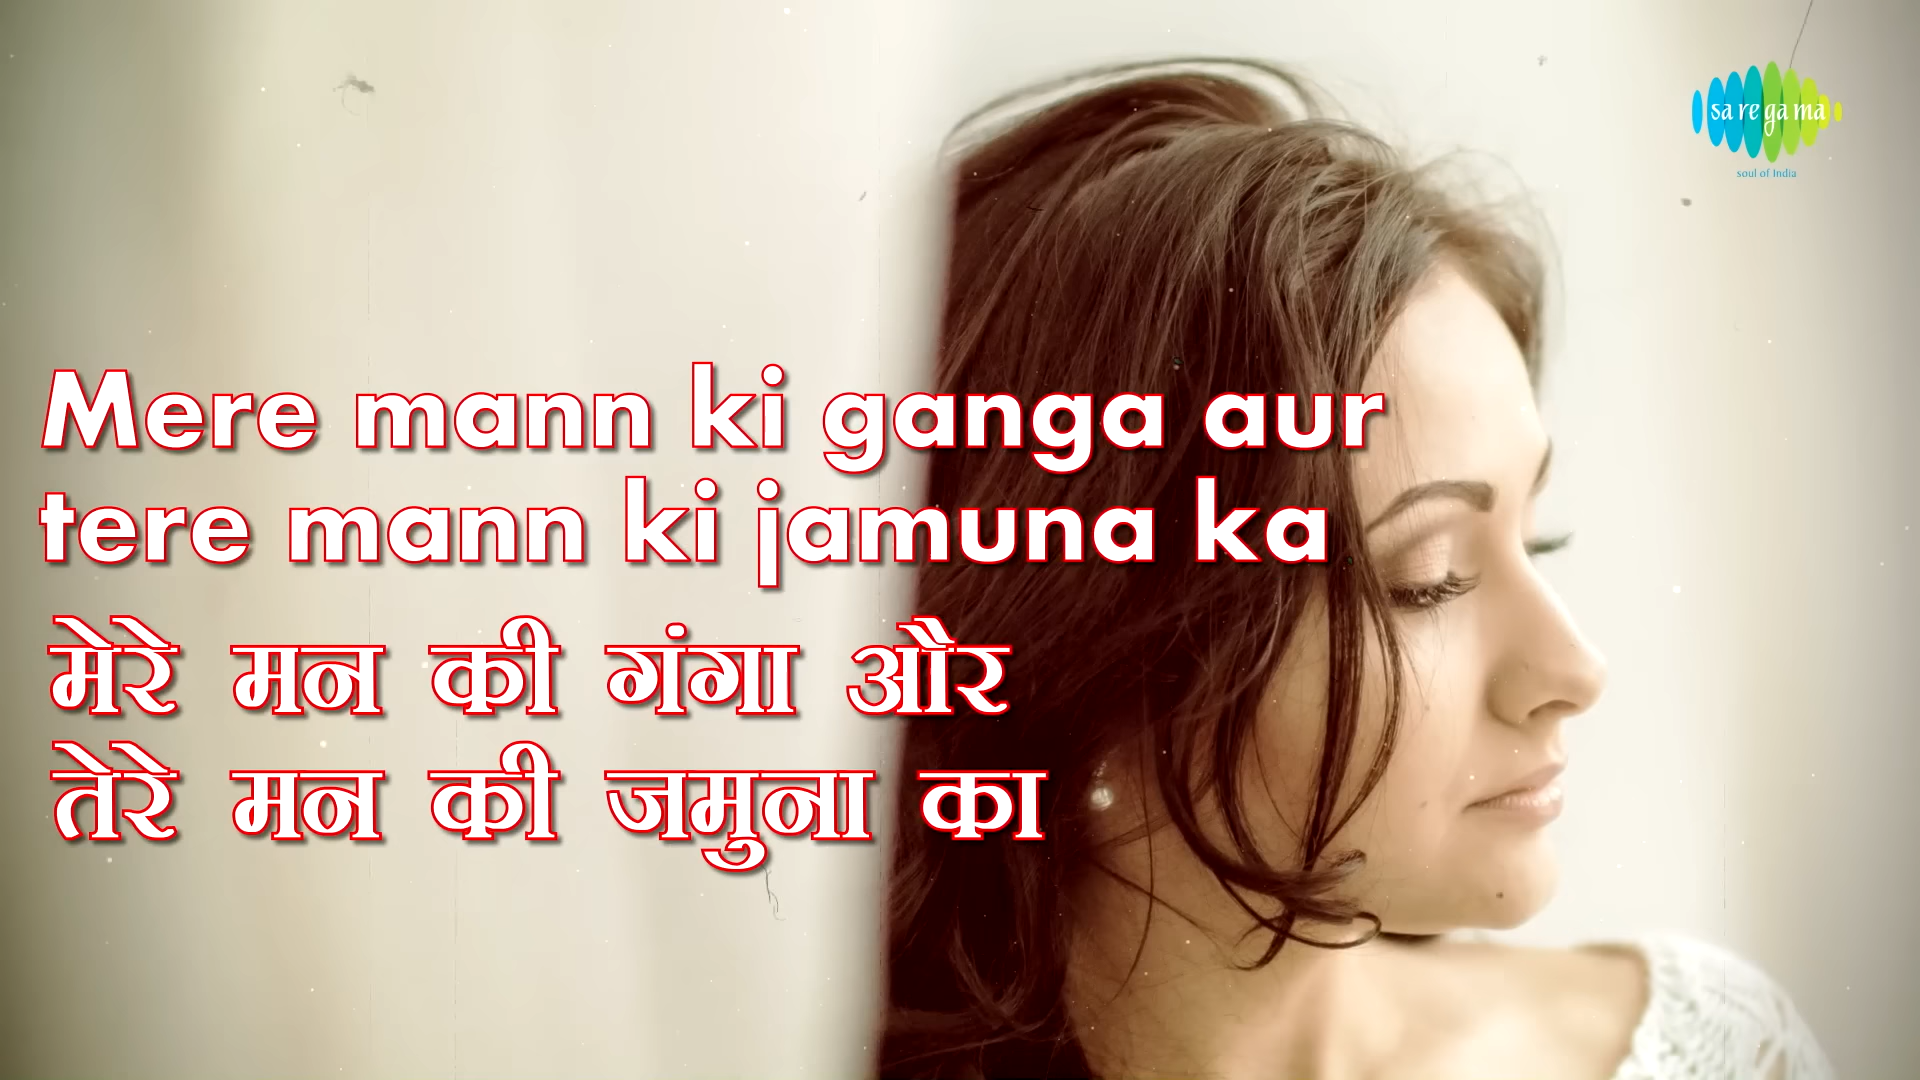 sa re ga ma
soul of India
Mere mann ki ganga aur
tere mann ki jamuna ka
मेरे मन की गंगा और
तेरे मन की जमुना का